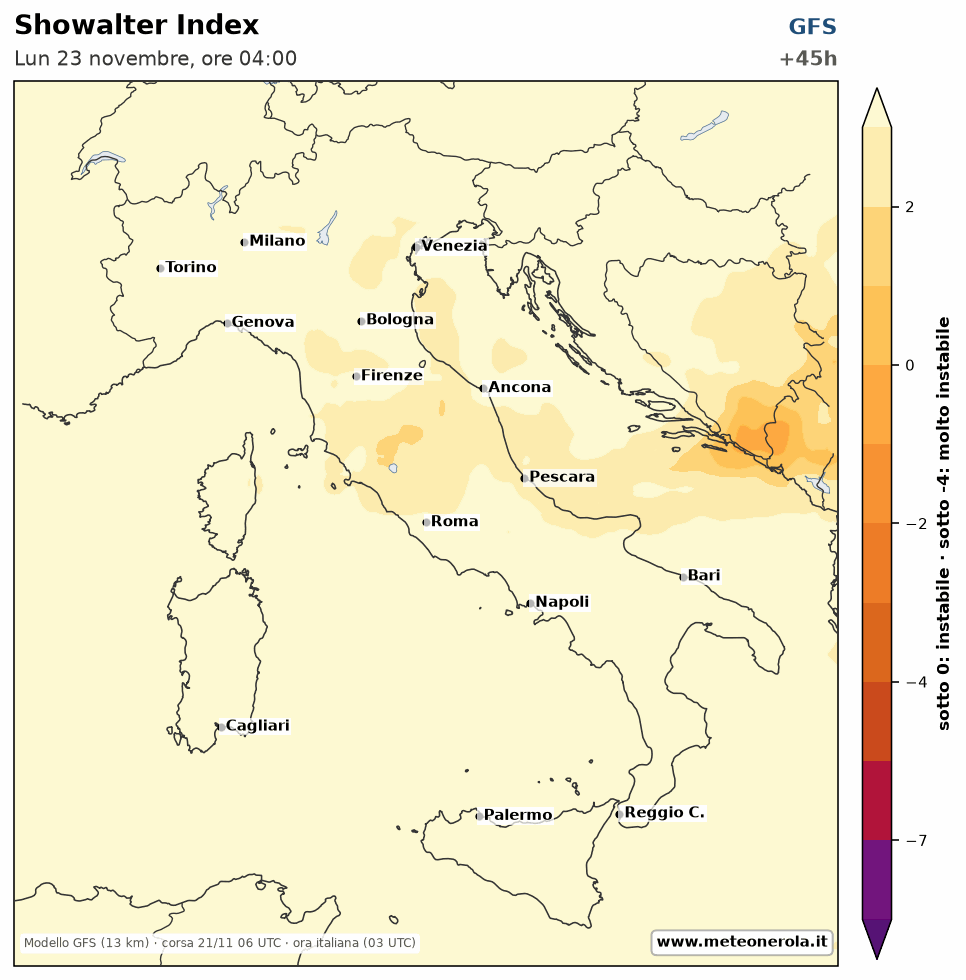 Showalter Index
GFS
Lun 23 novembre, ore 04:00
+45h
Milano
Venezia
Torino
Bologna
Genova
Firenze
Ancona
Pescara
Roma
Bari
Napoli
Cagliari
Palermo
Reggio C.
2
0
−2
−4
−7
sotto 0: instabile · sotto -4: molto instabile
Modello GFS (13 km) · corsa 21/11 06 UTC · ora italiana (03 UTC)
www.meteonerola.it